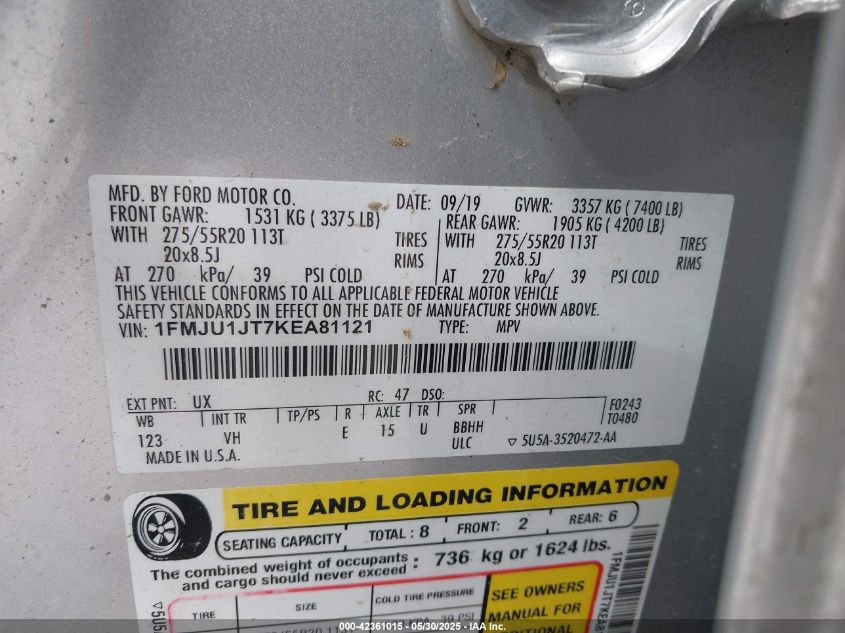 MFD. BY FORD MOTOR CO. DATE: 09/19 GVWR: 3357 KG ( 7400 LB)
FRONT GAWR: 1531 KG ( 3375 LB) REAR GAWR: 1905 KG ( 4200 LB)
WITH 275/55R20 113T TIRES WITH 275/55R20 113T TIRES
20x8.5J RIMS 20x8.5J RIMS
AT 270 kPa/ 39 PSI COLD AT 270 kPa/ 39 PSI COLD
THIS VEHICLE CONFORMS TO ALL APPLICABLE FEDERAL MOTOR VEHICLE
SAFETY STANDARDS IN EFFECT ON THE DATE OF MANUFACTURE SHOWN ABOVE.
VIN: 1FMJU1JT7KEA81121 TYPE: MPV
EXT PNT: UX RC: 47 DSO:
WB INT TR TP/PS R AXLE TR SPR F0243
123 VH E 15 U BBHH T0480
ULC ▽ 5U5A-3520472-AA
MADE IN U.S.A.
TIRE AND LOADING INFORMATION
SEATING CAPACITY TOTAL : 8 FRONT: 2 REAR: 6
The combined weight of occupants and cargo should never exceed : 736 kg or 1624 lbs.
TIRE SIZE COLD TIRE PRESSURE SEE OWNERS
MANUAL FOR
39 PSI
1FMJU1JT7KEA8
▽5U5
000-42361015 — 05/30/2025 — IAA, Inc.